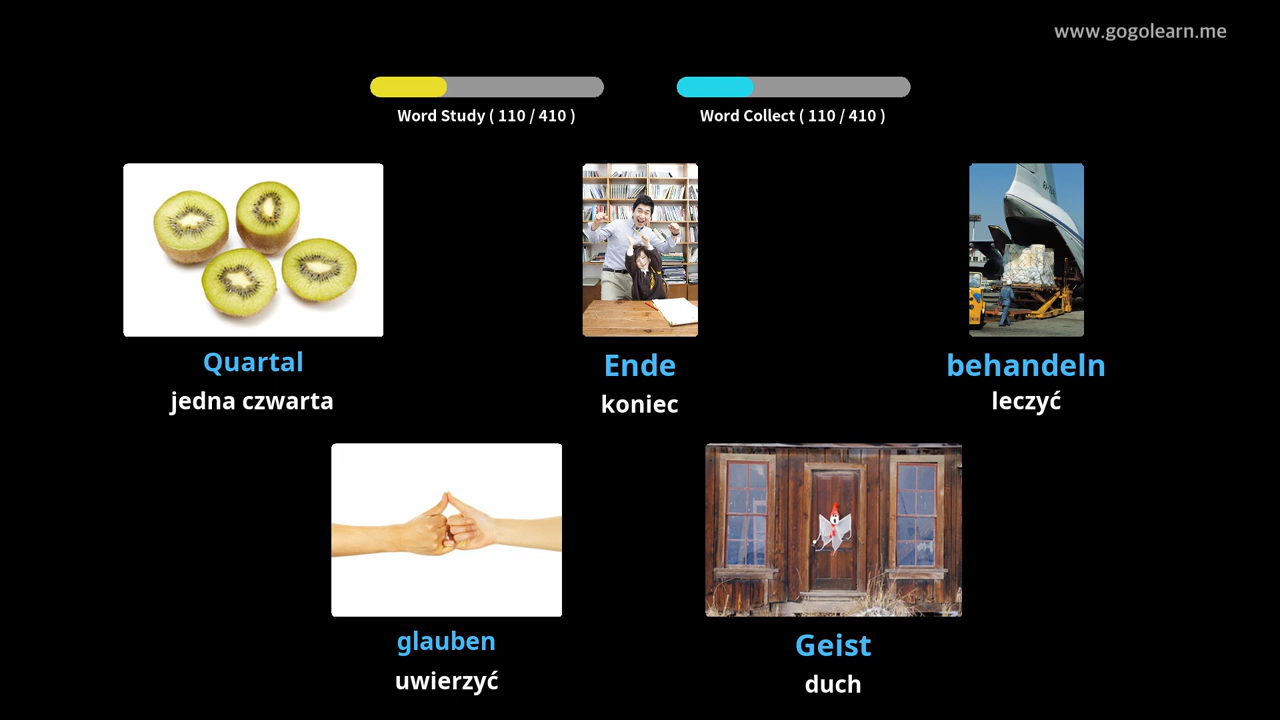 www.gogolearn.me
Word Study ( 110 / 410 )
Word Collect ( 110 / 410 )
Quartal
jedna czwarta
Ende
koniec
behandeln
leczyć
glauben
uwierzyć
Geist
duch